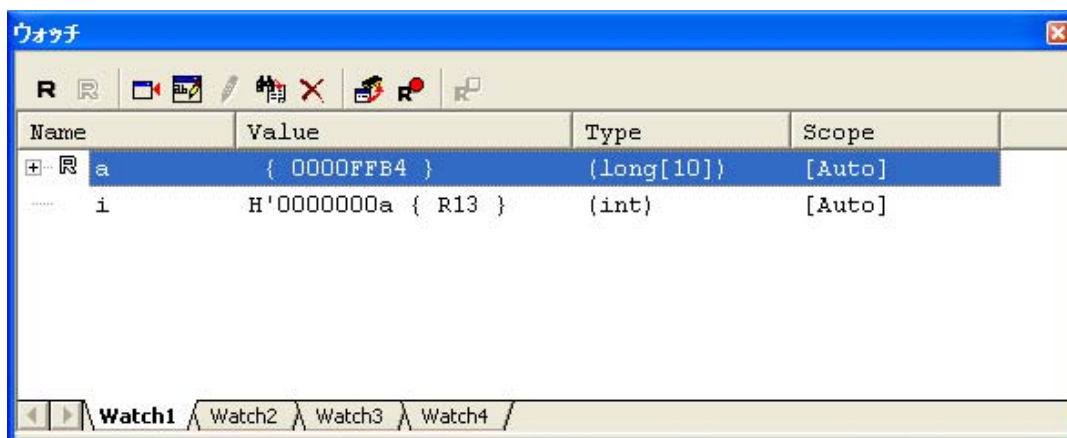 ウォッチ
Name Value Type Scope
a { 0000FFB4 } (long[10]) [Auto]
i H'0000000a { R13 } (int) [Auto]
Watch1 Watch2 Watch3 Watch4